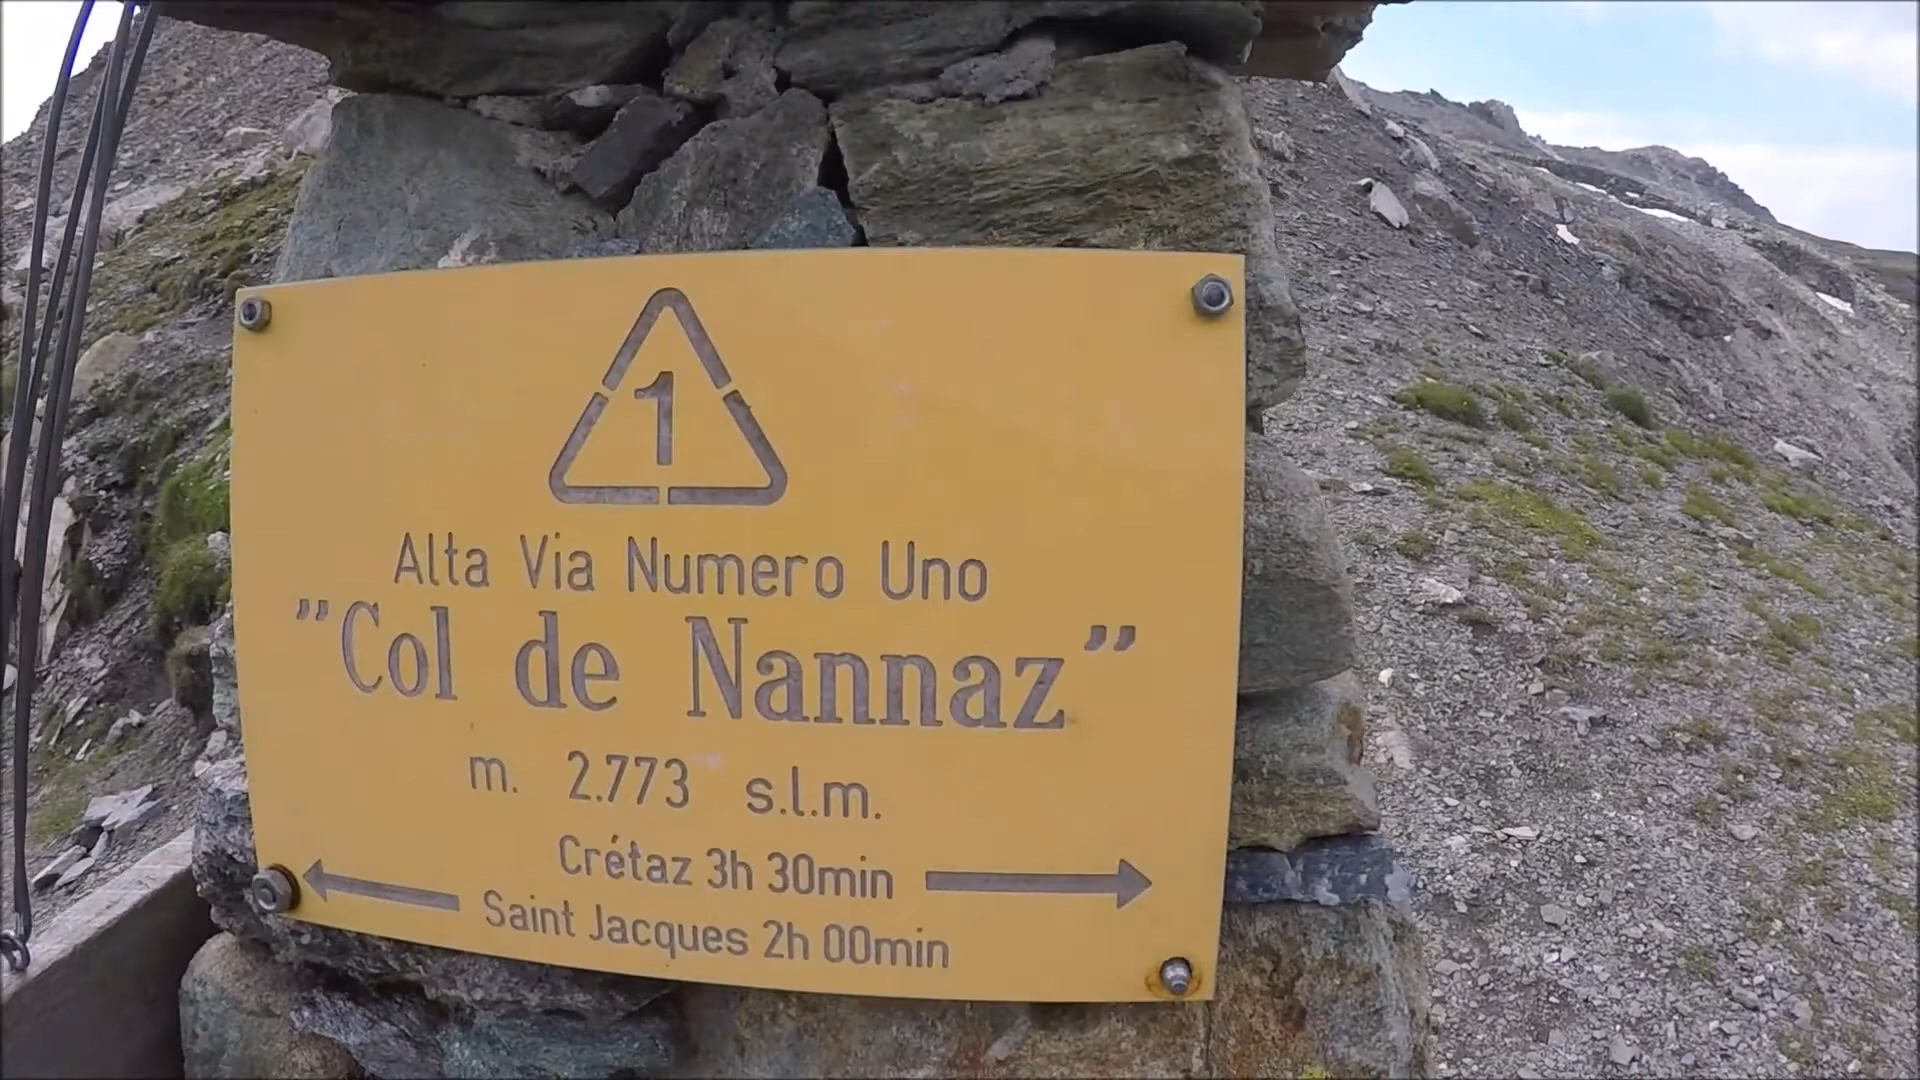 1
Alta Via Numero Uno
"Col de Nannaz"
m. 2.773 s.l.m.
Crétaz 3h 30min
Saint Jacques 2h 00min